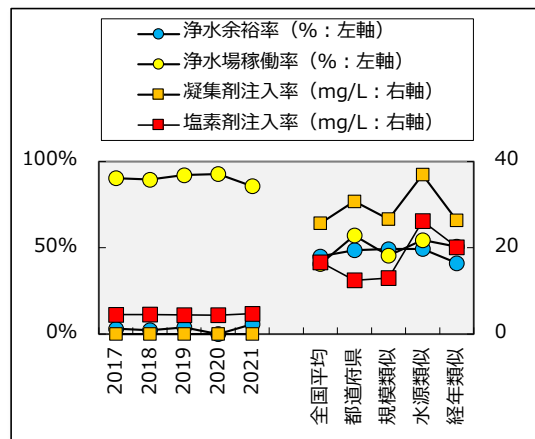 浄水余裕率（%：左軸）
浄水場稼働率（%：左軸）
凝集剤注入率（mg/L：右軸）
塩素剤注入率（mg/L：右軸）
100%
40
50%
20
0%
0
2017
2018
2019
2020
2021
全国平均
都道府県
規模類似
水源類似
経年類似